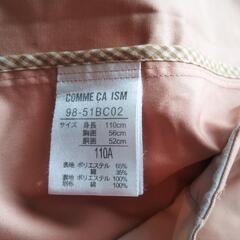 COMME ÇA ISM
98-51BC02
サイズ 身長 110cm
胸囲 56cm
胴囲 52cm
110A
表地 ポリエステル 65%
綿 35%
裏地 ポリエステル 100%
別布 綿 100%